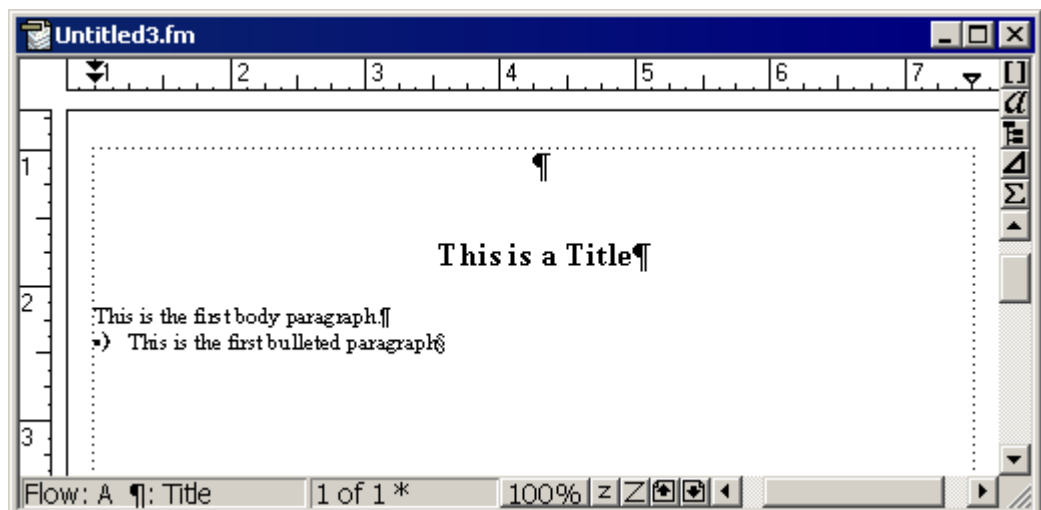 Untitled3.fm
1 2 3 4 5 6 7
1
¶
This is a Title¶
2
This is the first body paragraph.¶
•) This is the first bulleted paragraph§
3
Flow: A ¶: Title 1 of 1 * 100% z Z